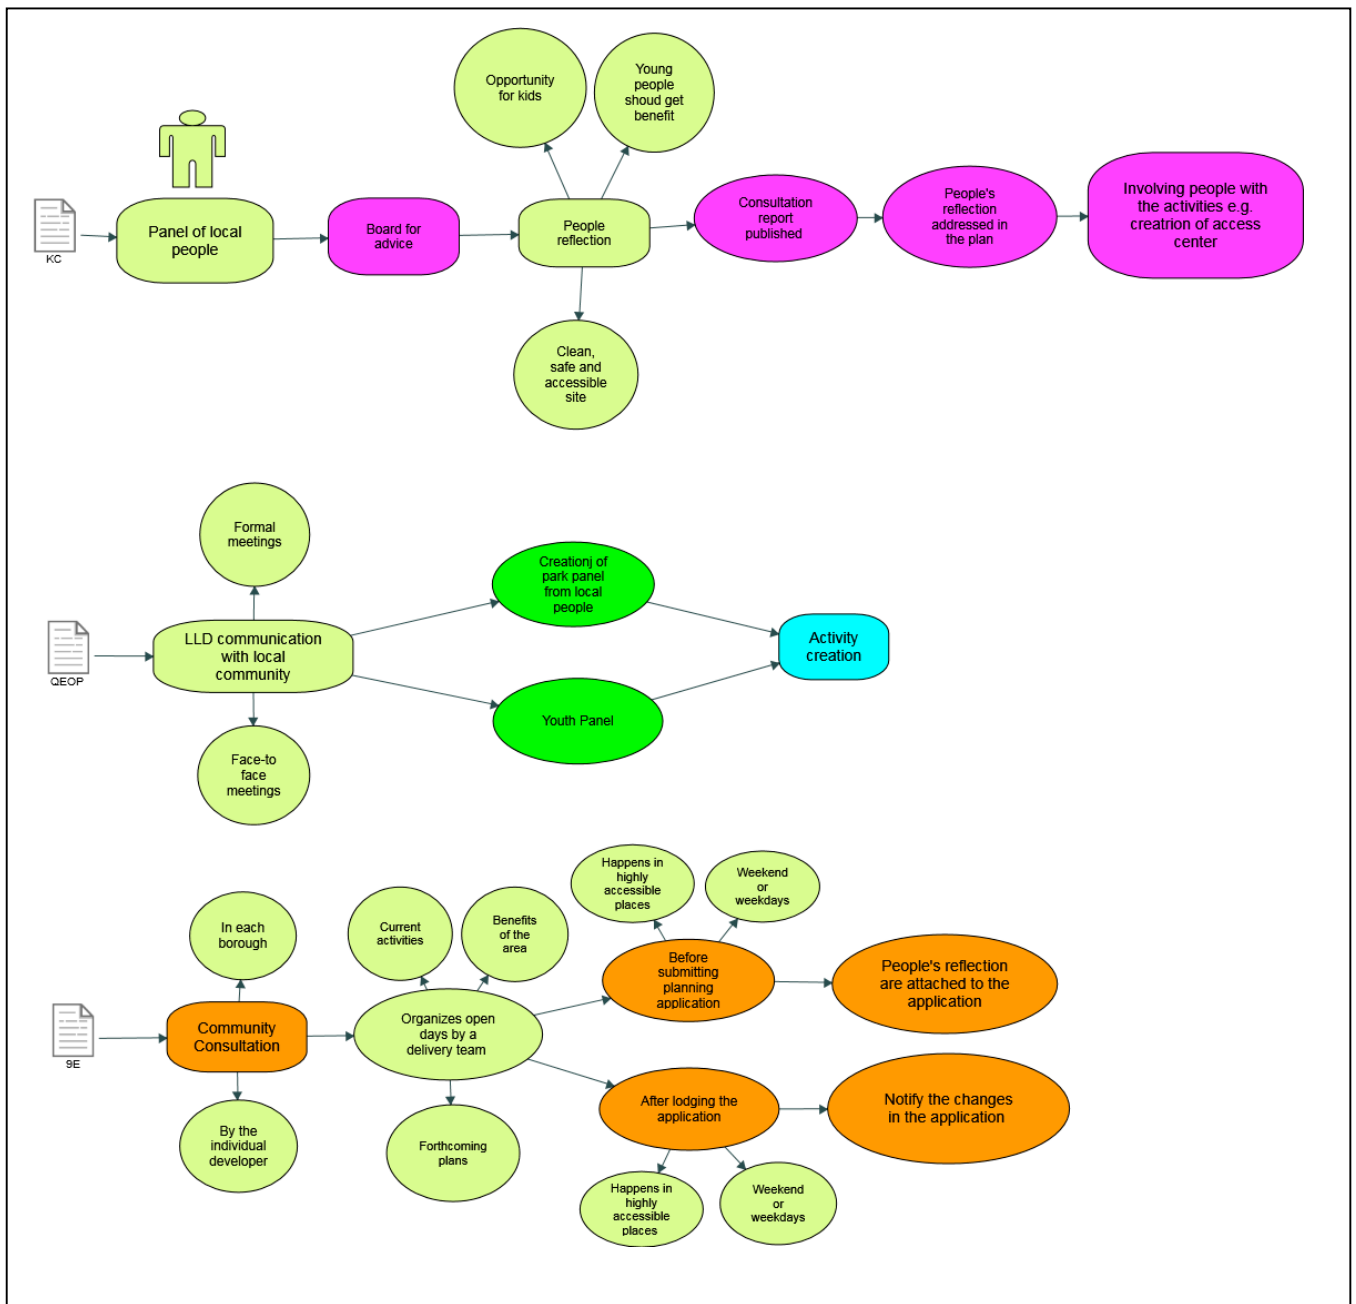 Opportunity
for kids
Young
people
shoud get
benefit
KC
Panel of local
people
Board for
advice
People
reflection
Consultation
report
published
People's
reflection
addressed in
the plan
Involving people with
the activities e.g.
creatrion of access
center
Clean,
safe and
accessible
site
Formal
meetings
QEOP
LLD communication
with local
community
Creationj of
park panel
from local
people
Activity
creation
Youth Panel
Face-to
face
meetings
In each
borough
Current
activities
Benefits
of the
area
Happens in
highly
accessible
places
Weekend
or
weekdays
9E
Community
Consultation
Organizes open
days by a
delivery team
Before
submitting
planning
application
People's reflection
are attached to the
application
By the
individual
developer
Forthcoming
plans
After lodging the
application
Notify the changes
in the application
Happens in
highly
accessible
places
Weekend
or
weekdays